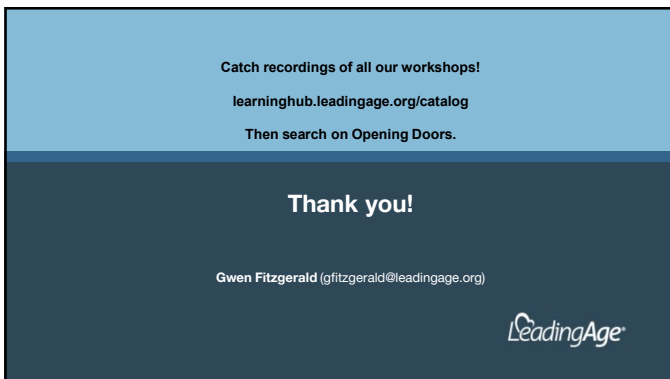 Catch recordings of all our workshops!
learninghub.leadingage.org/catalog
Then search on Opening Doors.
Thank you!
Gwen Fitzgerald (gfitzgerald@leadingage.org)
LeadingAge®